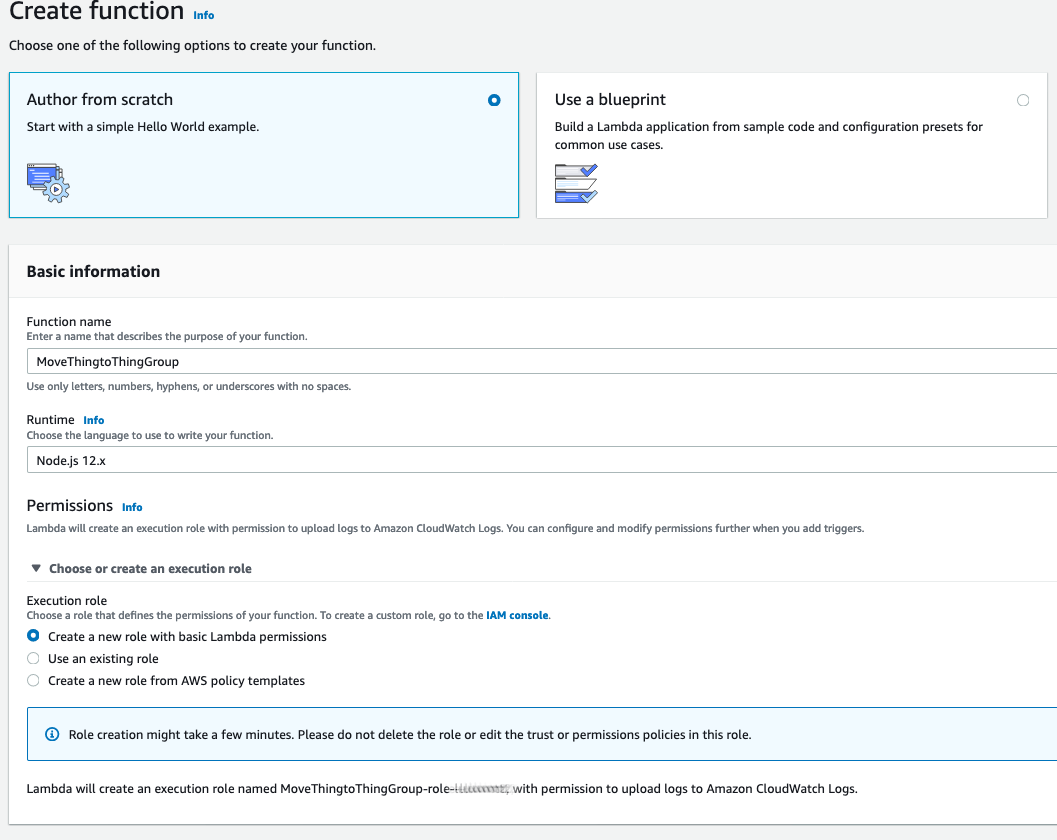 Create function Info
Choose one of the following options to create your function.
Author from scratch
Start with a simple Hello World example.
Use a blueprint
Build a Lambda application from sample code and configuration presets for
common use cases.
Basic information
Function name
Enter a name that describes the purpose of your function.
MoveThingtoThingGroup
Use only letters, numbers, hyphens, or underscores with no spaces.
Runtime Info
Choose the language to use to write your function.
Node.js 12.x
Permissions Info
Lambda will create an execution role with permission to upload logs to Amazon CloudWatch Logs. You can configure and modify permissions further when you add triggers.
Choose or create an execution role
Execution role
Choose a role that defines the permissions of your function. To create a custom role, go to the IAM console.
Create a new role with basic Lambda permissions
Use an existing role
Create a new role from AWS policy templates
Role creation might take a few minutes. Please do not delete the role or edit the trust or permissions policies in this role.
Lambda will create an execution role named MoveThingtoThingGroup-role- with permission to upload logs to Amazon CloudWatch Logs.